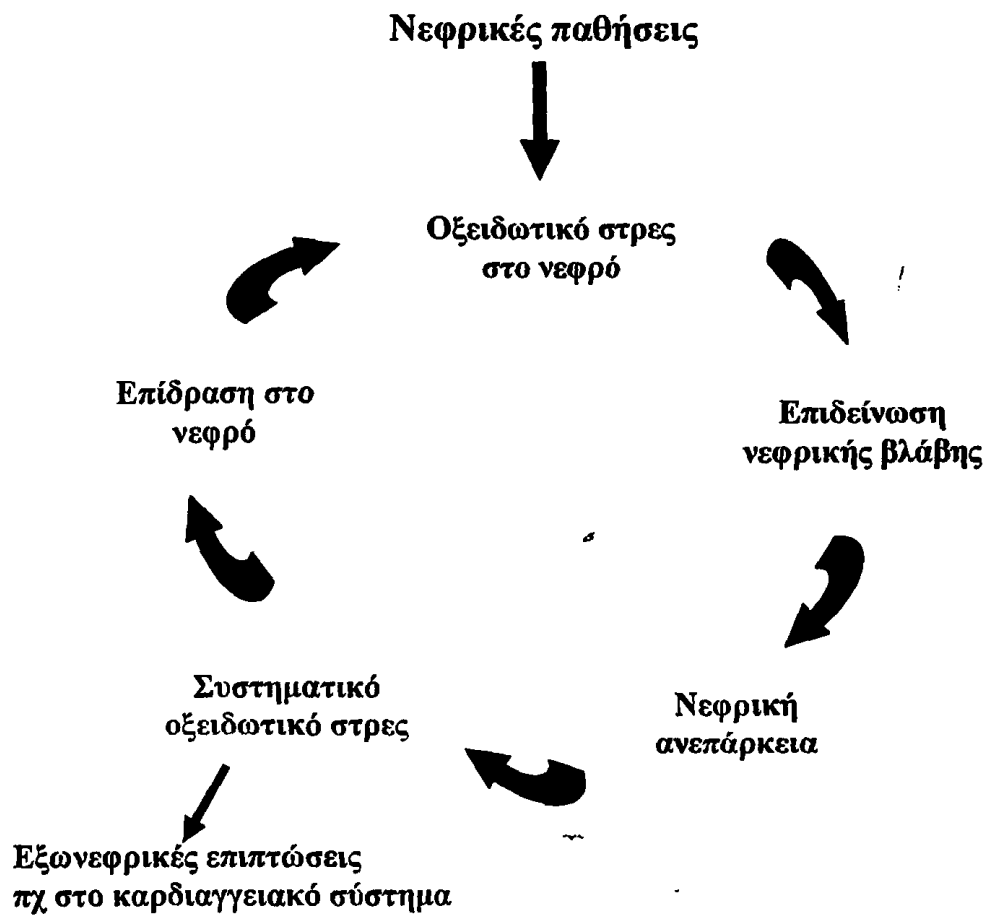 Νεφρικές παθήσεις
Οξειδωτικό στρες
στο νεφρό
Επιδείνωση
νεφρικής βλάβης
Νεφρική
ανεπάρκεια
Συστηματικό
οξειδωτικό στρες
Εξωνεφρικές επιπτώσεις
πχ στο καρδιαγγειακό σύστημα
Επίδραση στο
νεφρό